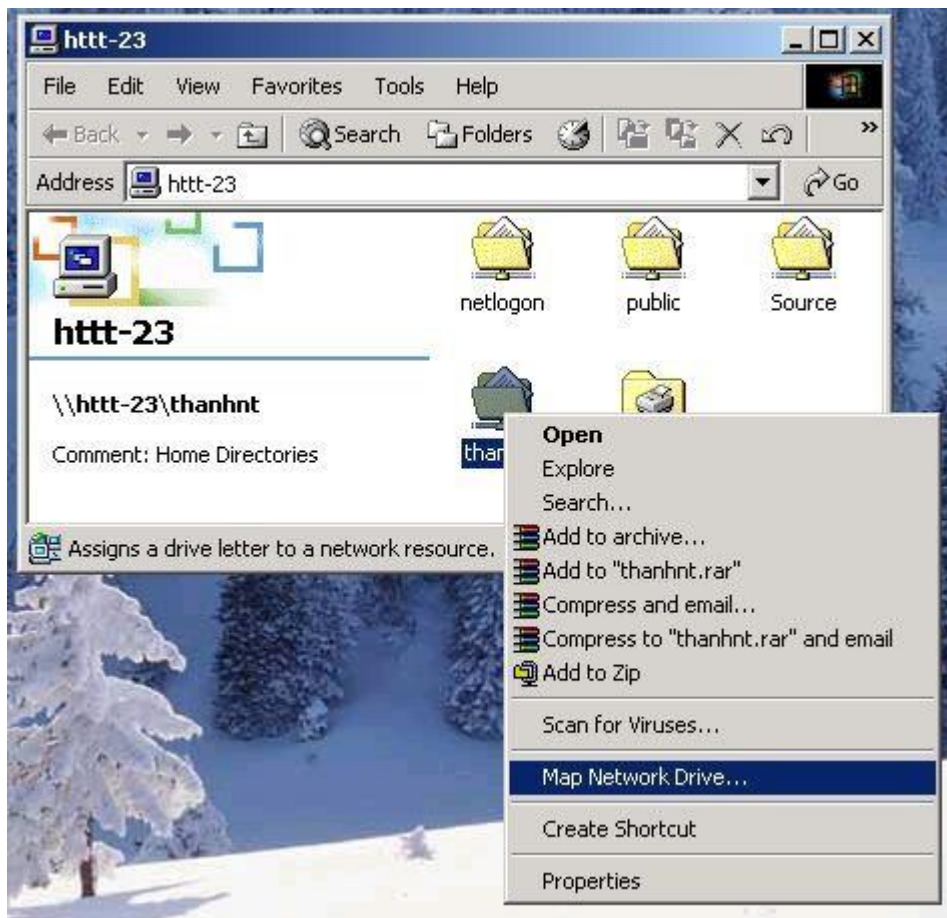 httt-23
File Edit View Favorites Tools Help
Back Search Folders »
Address httt-23 Go
netlogon public Source
httt-23
\\httt-23\thanhnt
Comment: Home Directories
than
Open
Explore
Search...
Add to archive...
Add to "thanhnt.rar"
Compress and email...
Compress to "thanhnt.rar" and email
Add to Zip
Scan for Viruses...
Map Network Drive...
Create Shortcut
Properties
Assigns a drive letter to a network resource.